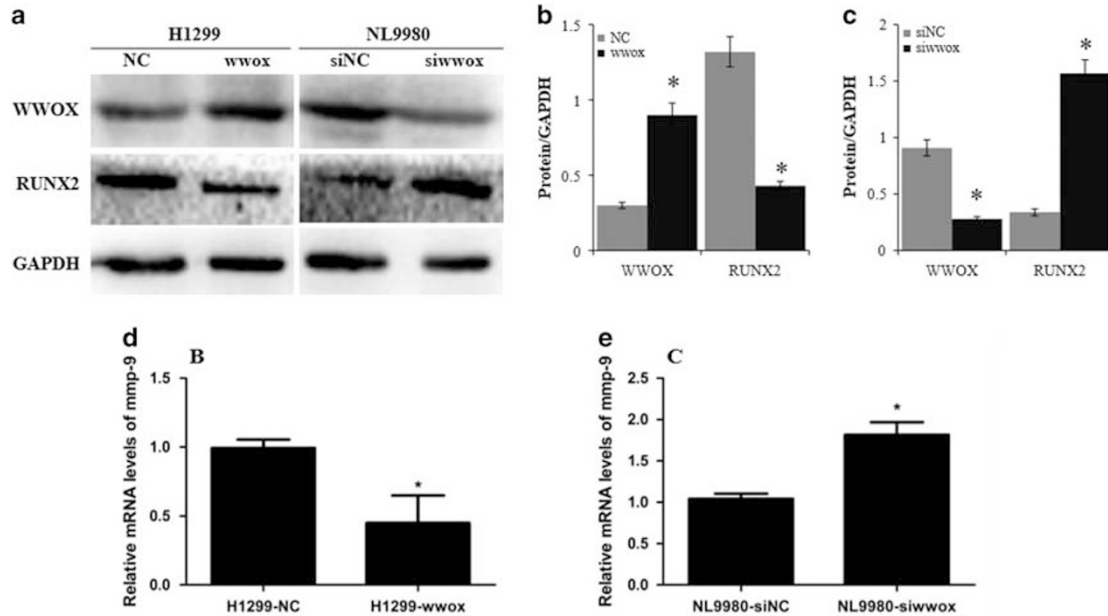 a
H1299 NL9980
NC wwox siNC siwwox
WWOX
RUNX2
GAPDH
b
Protein/GAPDH
1.5
1
0.5
0
NC
wwox
*
*
WWOX RUNX2
c
Protein/GAPDH
2
1.5
1
0.5
0
siNC
siwwox
*
*
WWOX RUNX2
d
B
Relative mRNA levels of mmp-9
1.5
1.0
0.5
0.0
*
H1299-NC H1299-wwox
e
C
Relative mRNA levels of mmp-9
2.5
2.0
1.5
1.0
0.5
0.0
*
NL9980-siNC NL9980-siwwox